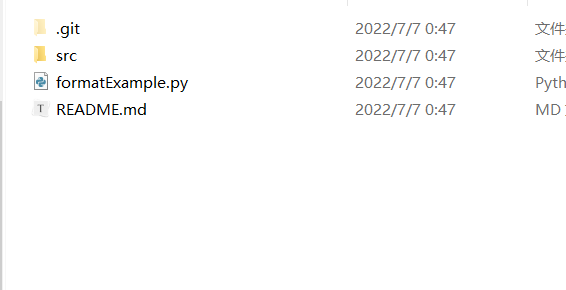 .git 2022/7/7 0:47 文件
src 2022/7/7 0:47 文件
formatExample.py 2022/7/7 0:47 Pyth
README.md 2022/7/7 0:47 MD